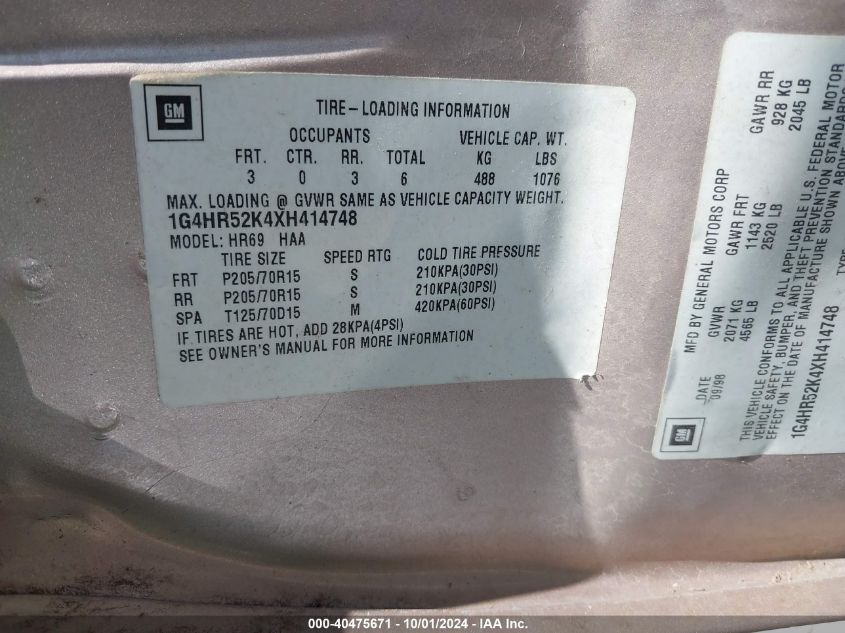 GM
TIRE-LOADING INFORMATION
OCCUPANTS VEHICLE CAP. WT.
FRT. CTR. RR. TOTAL KG LBS
3 0 3 6 488 1076
MAX. LOADING @ GVWR SAME AS VEHICLE CAPACITY WEIGHT.
1G4HR52K4XH414748
MODEL: HR69 HAA
TIRE SIZE SPEED RTG COLD TIRE PRESSURE
FRT P205/70R15 S 210KPA(30PSI)
RR P205/70R15 S 210KPA(30PSI)
SPA T125/70D15 M 420KPA(60PSI)
IF TIRES ARE HOT, ADD 28KPA(4PSI)
SEE OWNER'S MANUAL FOR MORE INFORMATION
GM
MFD BY GENERAL MOTORS CORP
DATE GVWR GAWR FRT GAWR RR
09/98 2071 KG 1143 KG 928 KG
4565 LB 2520 LB 2045 LB
THIS VEHICLE CONFORMS TO ALL APPLICABLE U.S. FEDERAL MOTOR
VEHICLE SAFETY, BUMPER, AND THEFT PREVENTION STANDARDS
EFFECT ON THE DATE OF MANUFACTURE SHOWN ABOVE
1G4HR52K4XH414748 TYPE
000-40475671 - 10/01/2024 - IAA Inc.